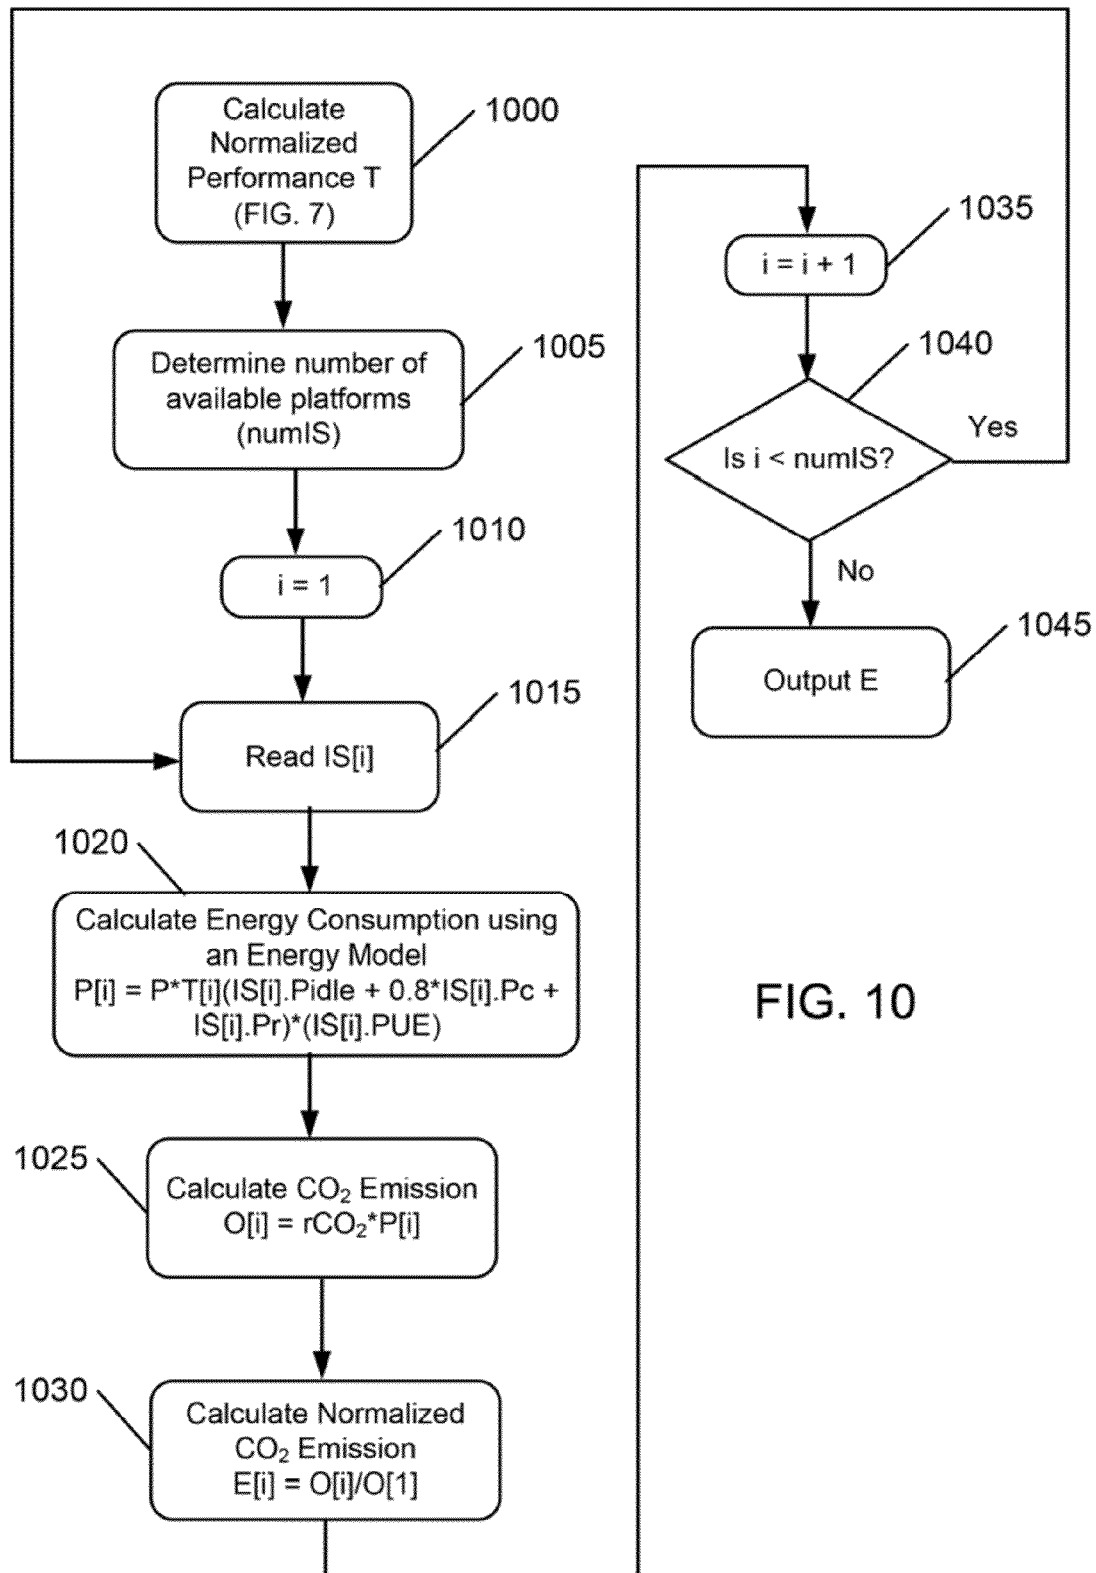 Calculate
Normalized
Performance T
(FIG. 7)
1000
Determine number of
available platforms
(numIS)
1005
i = 1
1010
Read IS[i]
1015
1020
Calculate Energy Consumption using
an Energy Model
P[i] = P*T[i](IS[i].Pidle + 0.8*IS[i].Pc +
IS[i].Pr)*(IS[i].PUE)
1025
Calculate CO₂ Emission
O[i] = rCO₂*P[i]
1030
Calculate Normalized
CO₂ Emission
E[i] = O[i]/O[1]
i = i + 1
1035
1040
Is i < numIS?
Yes
No
Output E
1045
FIG. 10